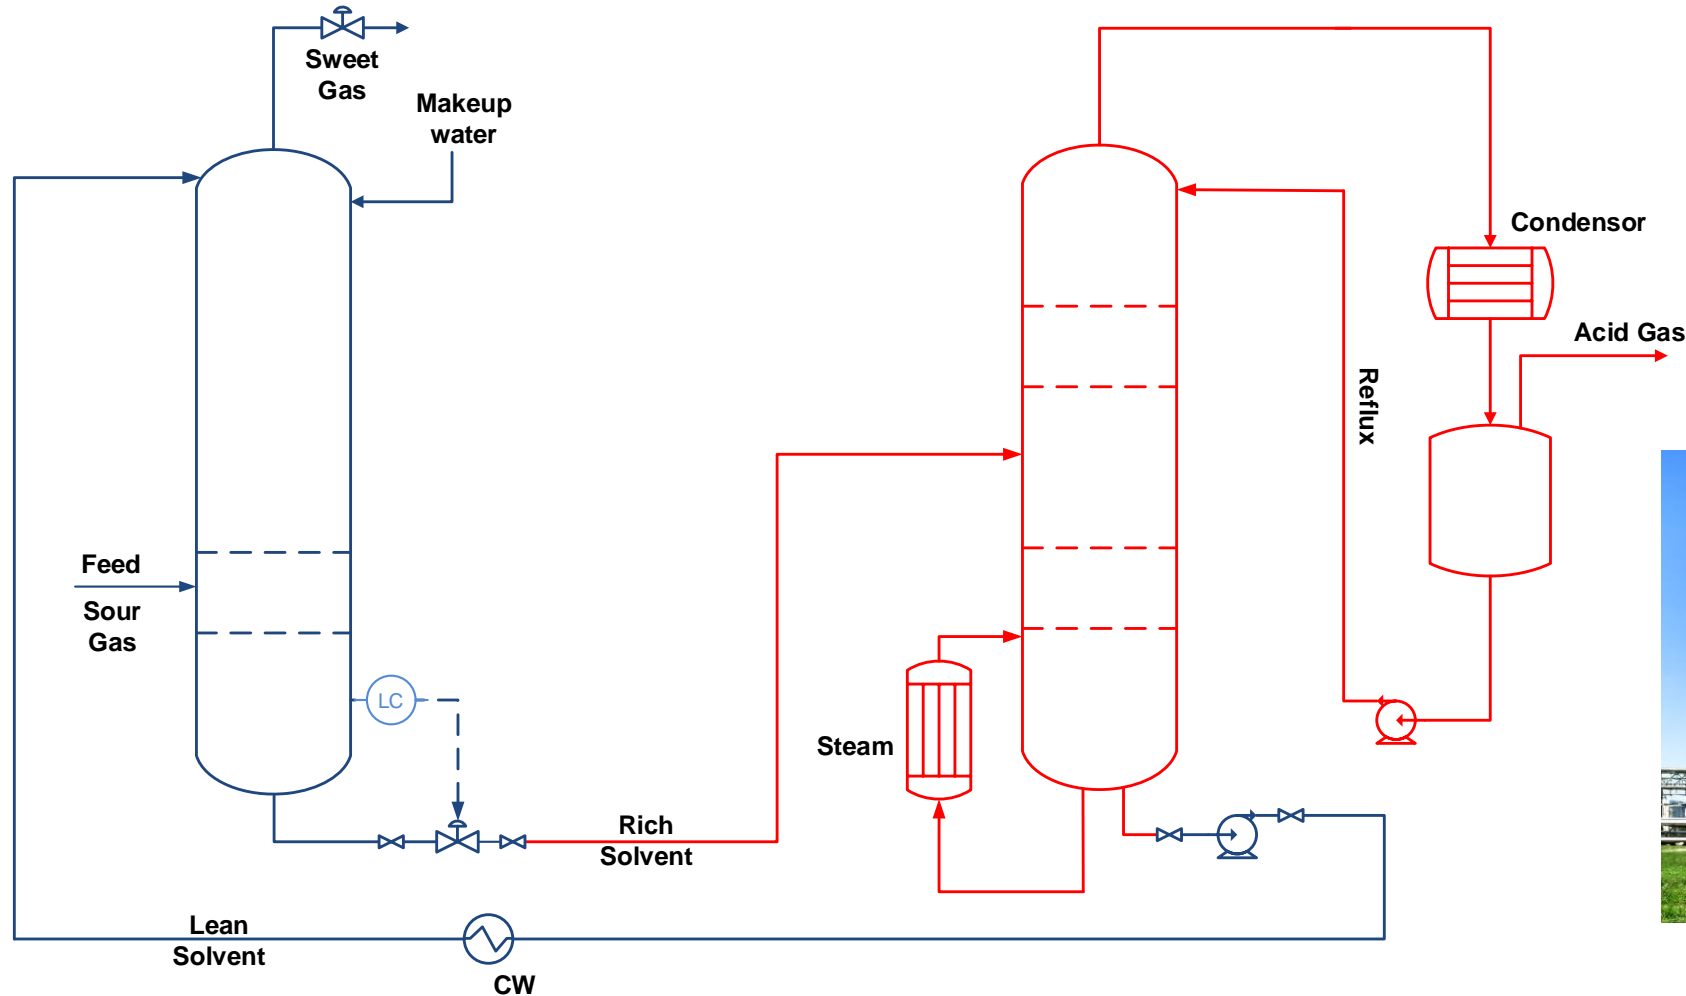 Sweet
Gas
Makeup
water
Condensor
Acid Gas
Reflux
Feed
Sour
Gas
LC
Steam
Rich
Solvent
Lean
Solvent
CW